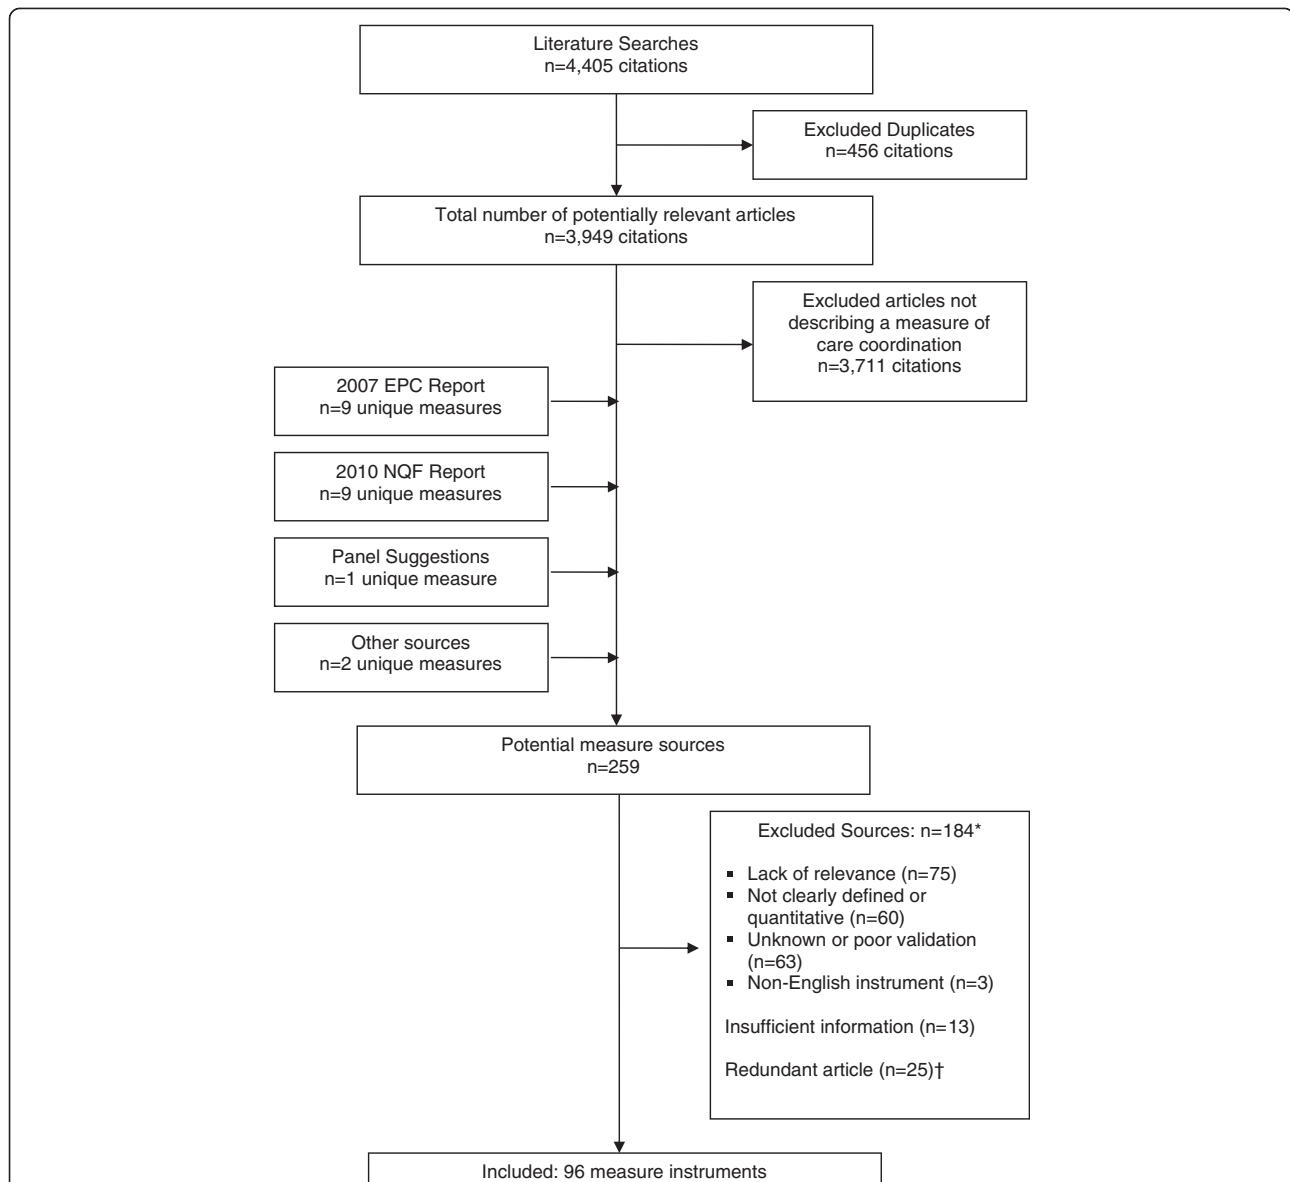 Literature Searches
n=4,405 citations
Excluded Duplicates
n=456 citations
Total number of potentially relevant articles
n=3,949 citations
Excluded articles not
describing a measure of
care coordination
n=3,711 citations
2007 EPC Report
n=9 unique measures
2010 NQF Report
n=9 unique measures
Panel Suggestions
n=1 unique measure
Other sources
n=2 unique measures
Potential measure sources
n=259
Excluded Sources: n=184*
▪ Lack of relevance (n=75)
▪ Not clearly defined or
quantitative (n=60)
▪ Unknown or poor validation
(n=63)
▪ Non-English instrument (n=3)
Insufficient information (n=13)
Redundant article (n=25)†
Included: 96 measure instruments